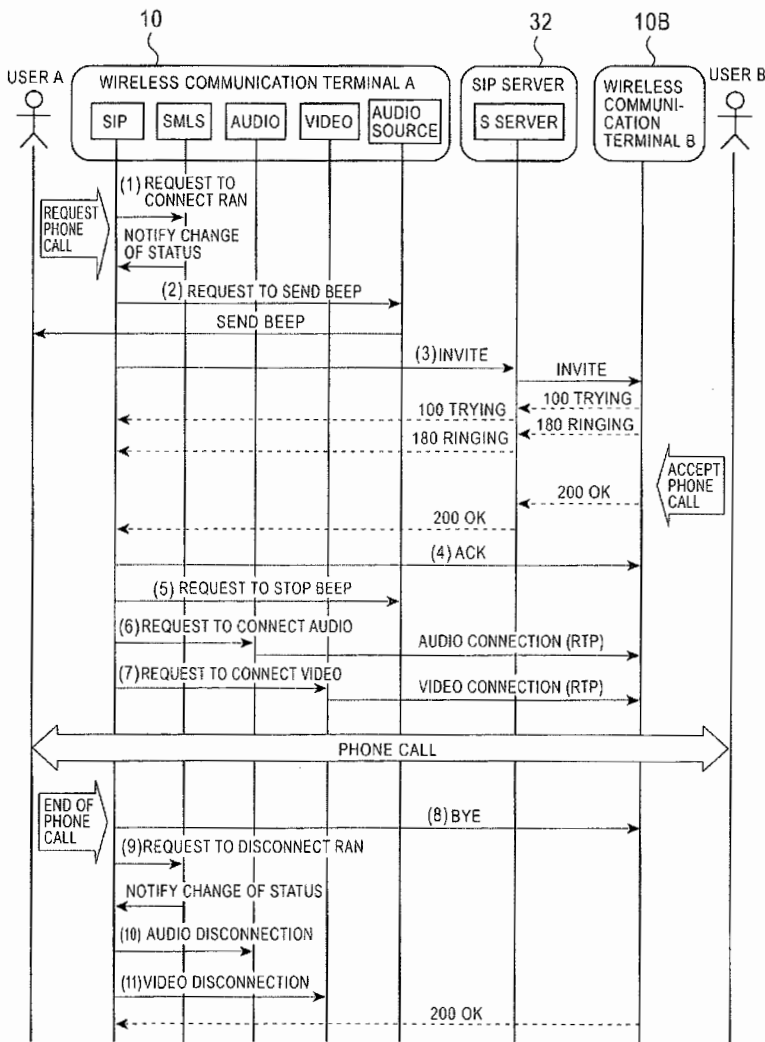 10
32
10B
USER A
WIRELESS COMMUNICATION TERMINAL A
SIP
SMLS
AUDIO
VIDEO
AUDIO
SOURCE
SIP SERVER
S SERVER
WIRELESS
COMMUNI-
CATION
TERMINAL B
USER B
REQUEST
PHONE
CALL
(1) REQUEST TO
CONNECT RAN
NOTIFY CHANGE
OF STATUS
(2) REQUEST TO SEND BEEP
SEND BEEP
(3) INVITE
INVITE
100 TRYING
100 TRYING
180 RINGING
180 RINGING
ACCEPT
PHONE
CALL
200 OK
200 OK
(4) ACK
(5) REQUEST TO STOP BEEP
(6) REQUEST TO CONNECT AUDIO
AUDIO CONNECTION (RTP)
(7) REQUEST TO CONNECT VIDEO
VIDEO CONNECTION (RTP)
PHONE CALL
END OF
PHONE
CALL
(8) BYE
(9) REQUEST TO DISCONNECT RAN
NOTIFY CHANGE OF STATUS
(10) AUDIO DISCONNECTION
(11) VIDEO DISCONNECTION
200 OK